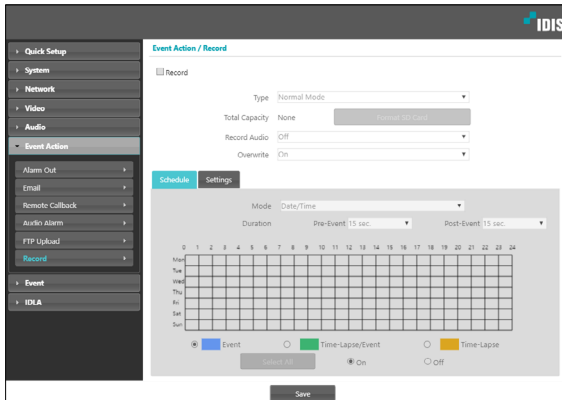 IDIS
Quick Setup
System
Network
Video
Audio
Event Action
Alarm Out
Email
Remote Callback
Audio Alarm
FTP Upload
Record
Event
IDLA
Event Action / Record
Record
Type Normal Mode
Total Capacity None Format SD Card
Record Audio Off
Overwrite On
Schedule Settings
Mode Date/Time
Duration Pre-Event 15 sec. Post-Event 15 sec.
0 1 2 3 4 5 6 7 8 9 10 11 12 13 14 15 16 17 18 19 20 21 22 23 24
Mon
Tue
Wed
Thu
Fri
Sat
Sun
Event Time-Lapse/Event Time-Lapse
Select All On Off
Save